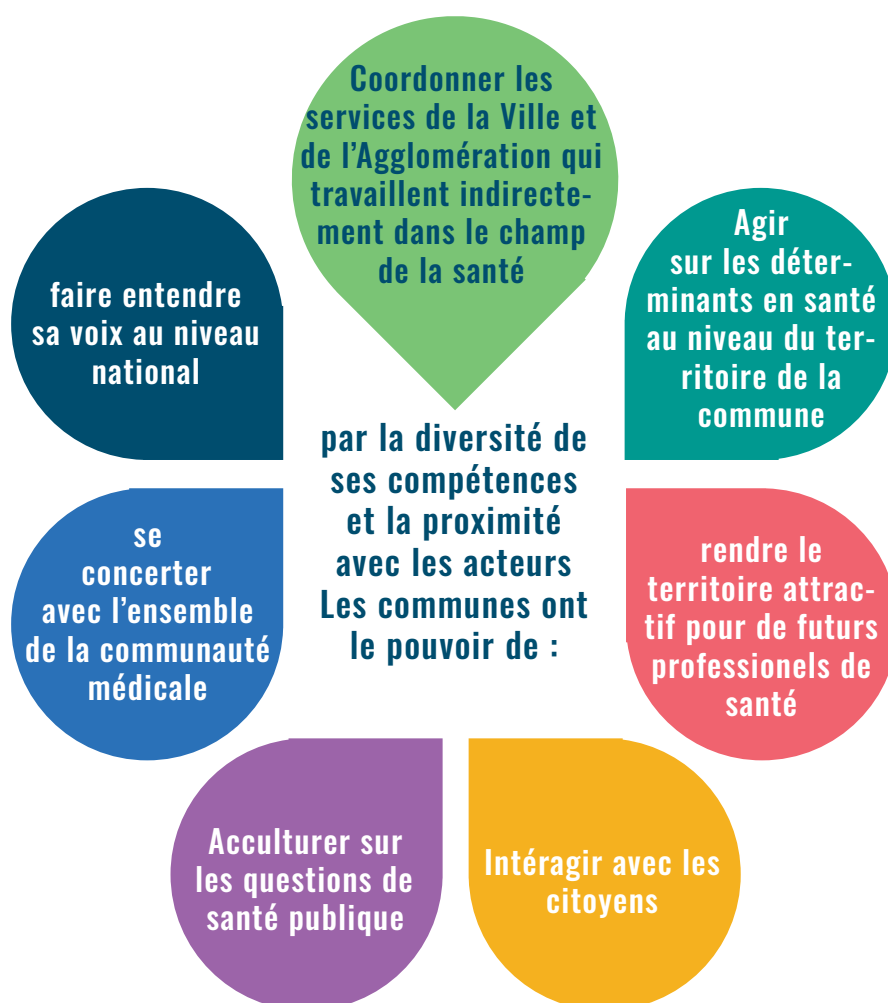 Coordonner les
services de la Ville et
de l'Agglomération qui
travaillent indirecte-
ment dans le champ
de la santé
faire entendre
sa voix au niveau
national
Agir
sur les déter-
minants en santé
au niveau du ter-
ritoire de la
commune
par la diversité de
ses compétences
et la proximité
avec les acteurs
Les communes ont
le pouvoir de :
se
concerter
avec l'ensemble
de la communauté
médicale
rendre le
territoire attrac-
tif pour de futurs
professionels de
santé
Acculturer sur
les questions de
santé publique
Intéragir avec les
citoyens